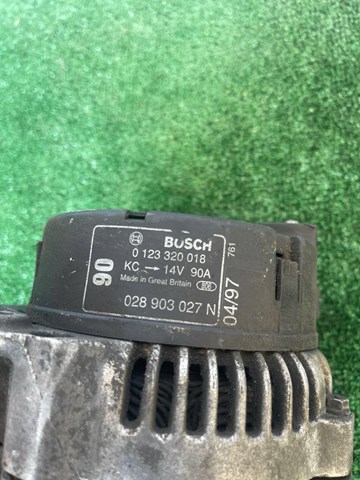 BOSCH
0 123 320 018
KC → 14V 90A
Made in Great Britain
028 903 027 N
90
04/97
761